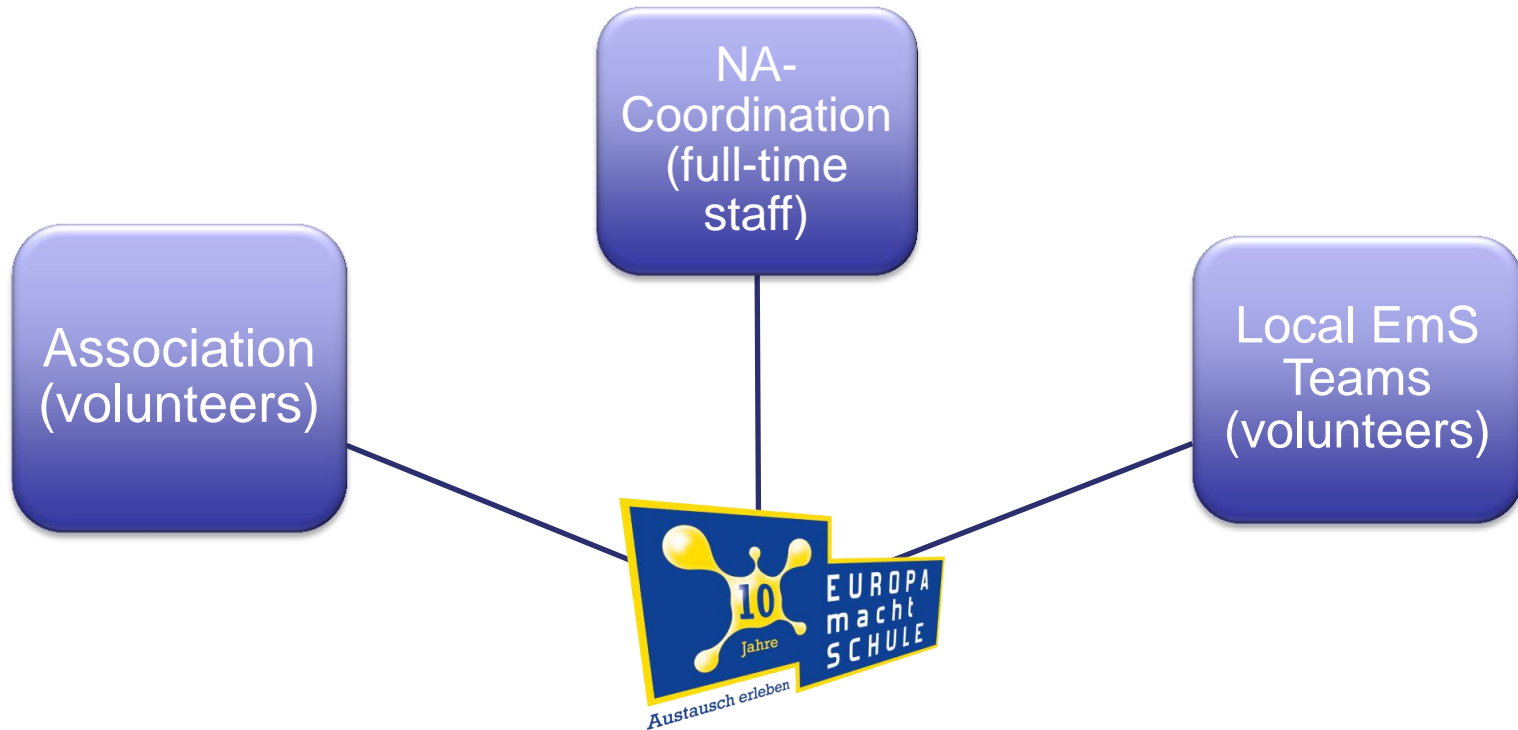 NA-
Coordination
(full-time
staff)
Association
(volunteers)
Local EmS
Teams
(volunteers)
10
Jahre
EUROPA
macht
SCHULE
Austausch erleben